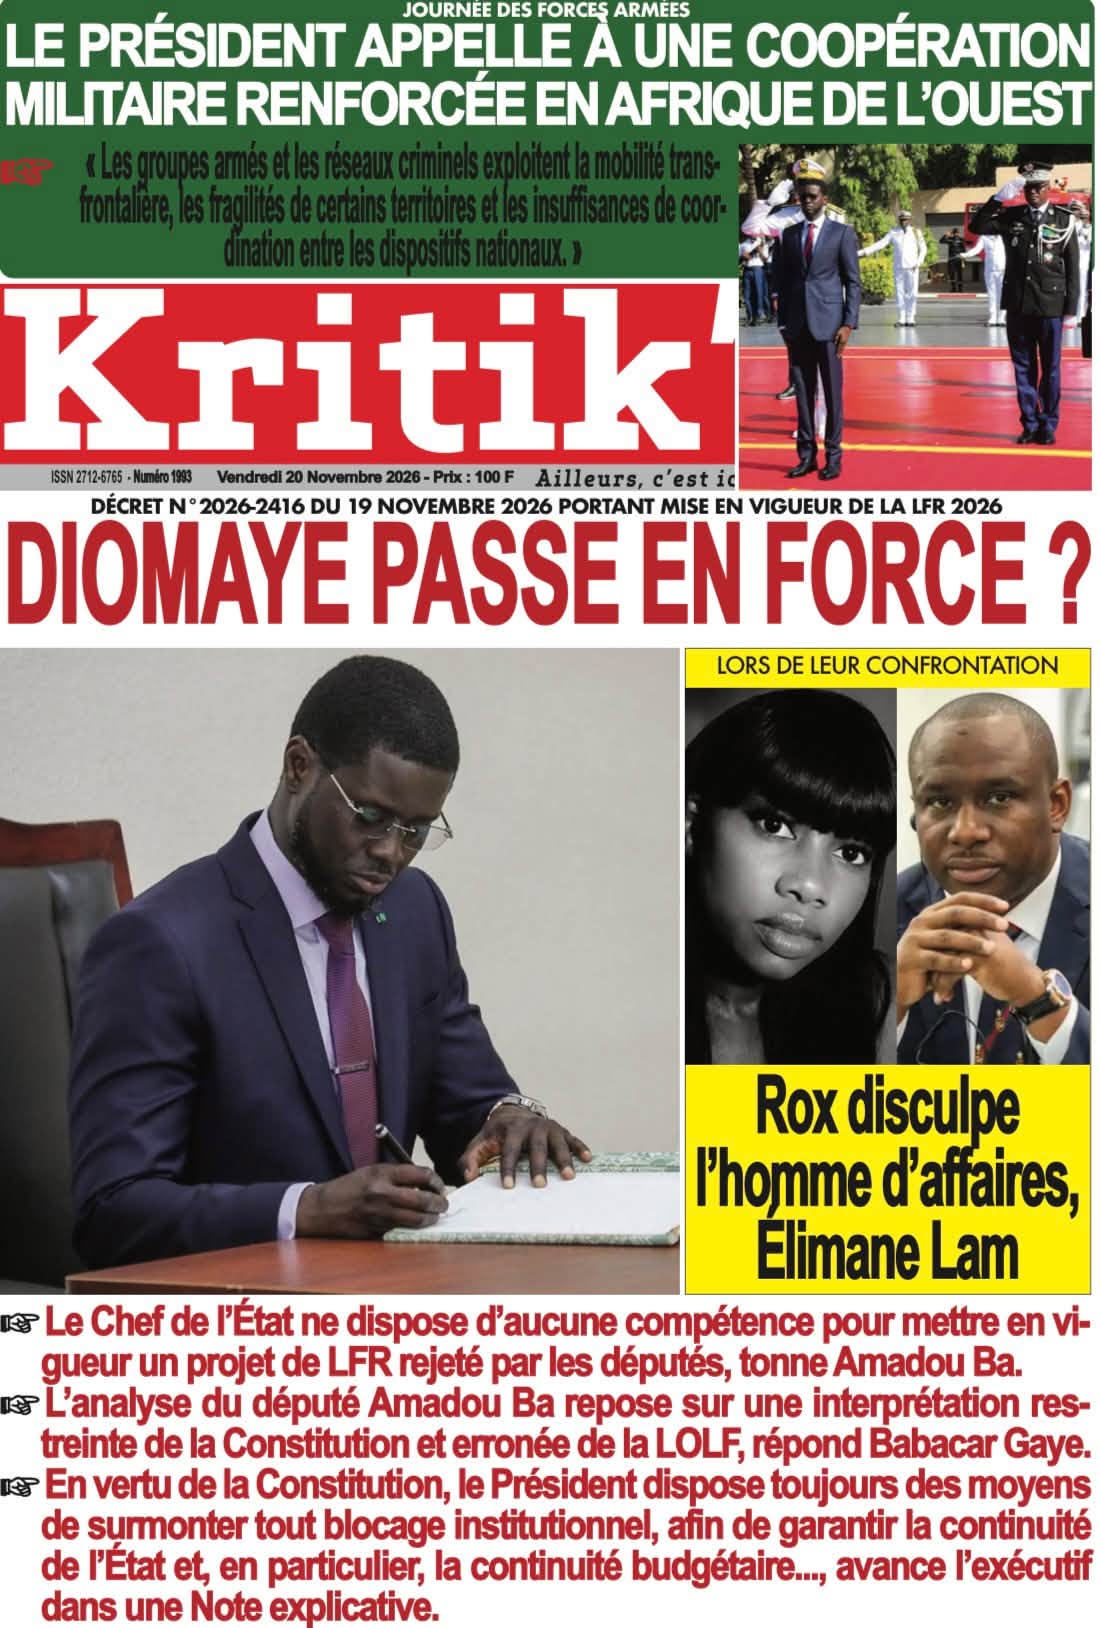 JOURNÉE DES FORCES ARMÉES
LE PRÉSIDENT APPELLE À UNE COOPÉRATION
MILITAIRE RENFORCÉE EN AFRIQUE DE L'OUEST
« Les groupes armés et les réseaux criminels exploitent la mobilité trans-
frontalière, les fragilités de certains territoires et les insuffisances de coor-
dination entre les dispositifs nationaux. »
Kritik'
ISSN 2712-6765 - Numéro 1993 Vendredi 20 Novembre 2026 - Prix : 100 F Ailleurs, c'est ic
DÉCRET N° 2026-2416 DU 19 NOVEMBRE 2026 PORTANT MISE EN VIGUEUR DE LA LFR 2026
DIOMAYE PASSE EN FORCE ?
LORS DE LEUR CONFRONTATION
Rox disculpe
l'homme d'affaires,
Élimane Lam
Le Chef de l'État ne dispose d'aucune compétence pour mettre en vi-
gueur un projet de LFR rejeté par les députés, tonne Amadou Ba.
L'analyse du député Amadou Ba repose sur une interprétation res-
treinte de la Constitution et erronée de la LOLF, répond Babacar Gaye.
En vertu de la Constitution, le Président dispose toujours des moyens
de surmonter tout blocage institutionnel, afin de garantir la continuité
de l'État et, en particulier, la continuité budgétaire..., avance l'exécutif
dans une Note explicative.